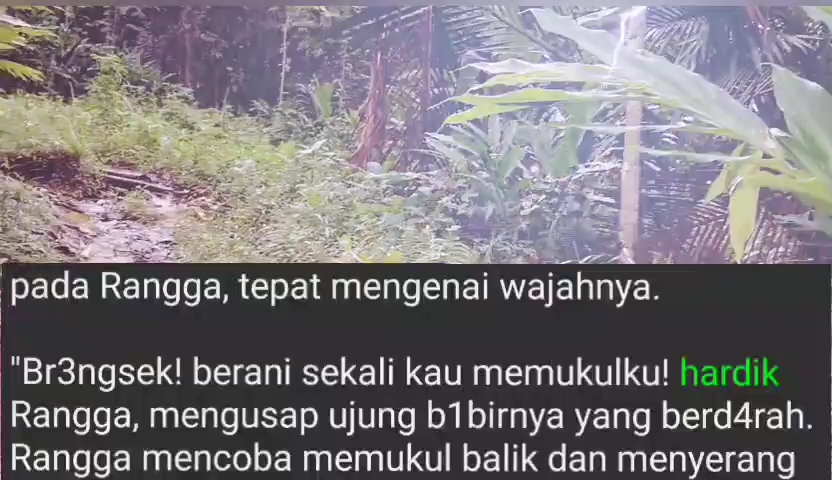 pada Rangga, tepat mengenai wajahnya.
"Br3ngsek! berani sekali kau memukulku! hardik
Rangga, mengusap ujung b1birnya yang berd4rah.
Rangga mencoba memukul balik dan menyerang